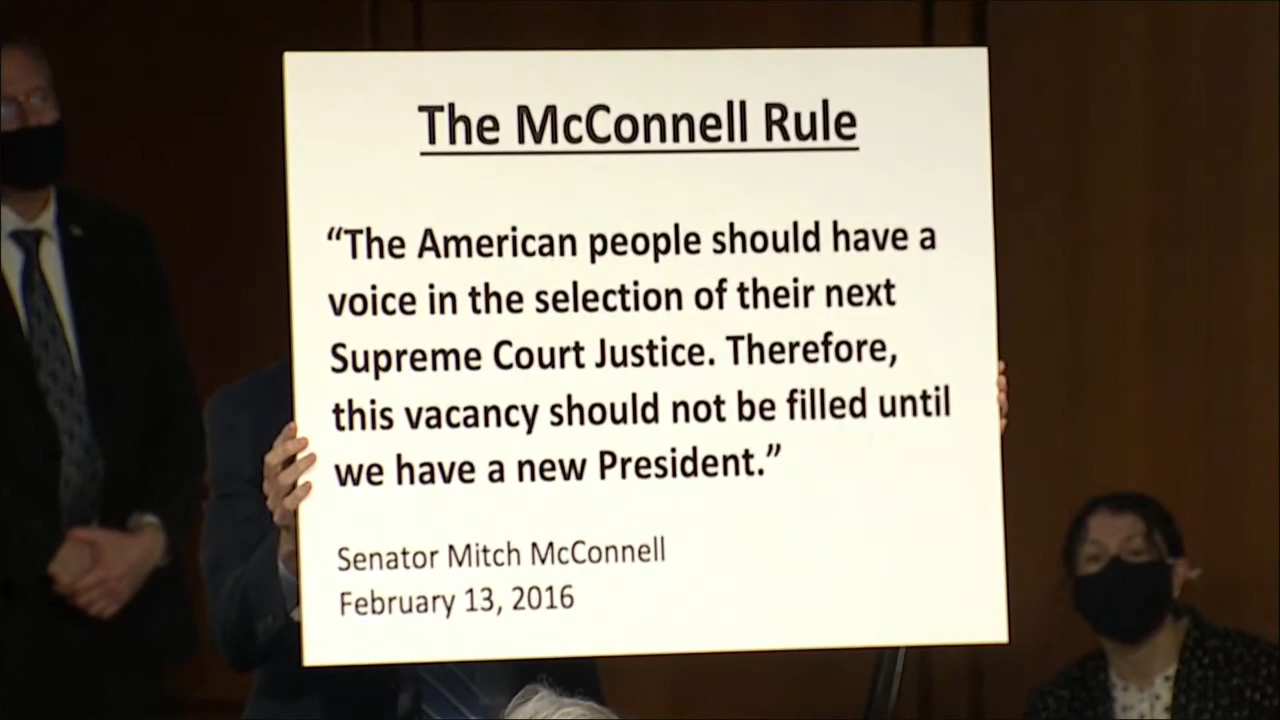 The McConnell Rule
“The American people should have a
voice in the selection of their next
Supreme Court Justice. Therefore,
this vacancy should not be filled until
we have a new President.”
Senator Mitch McConnell
February 13, 2016